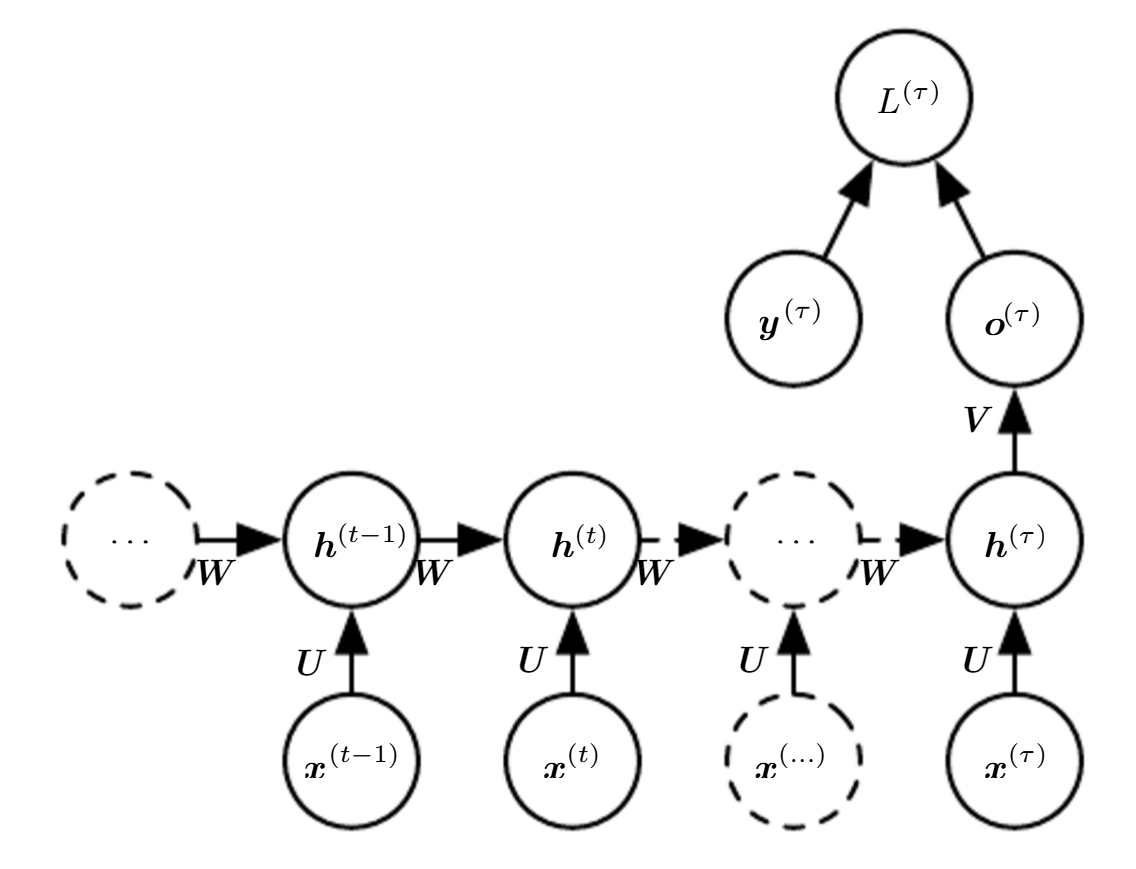 L^(τ)
y^(τ) o^(τ)
V
... h^(t−1) h^(t) ... h^(τ)
W W W W
U U U U
x^(t−1) x^(t) x^(...) x^(τ)